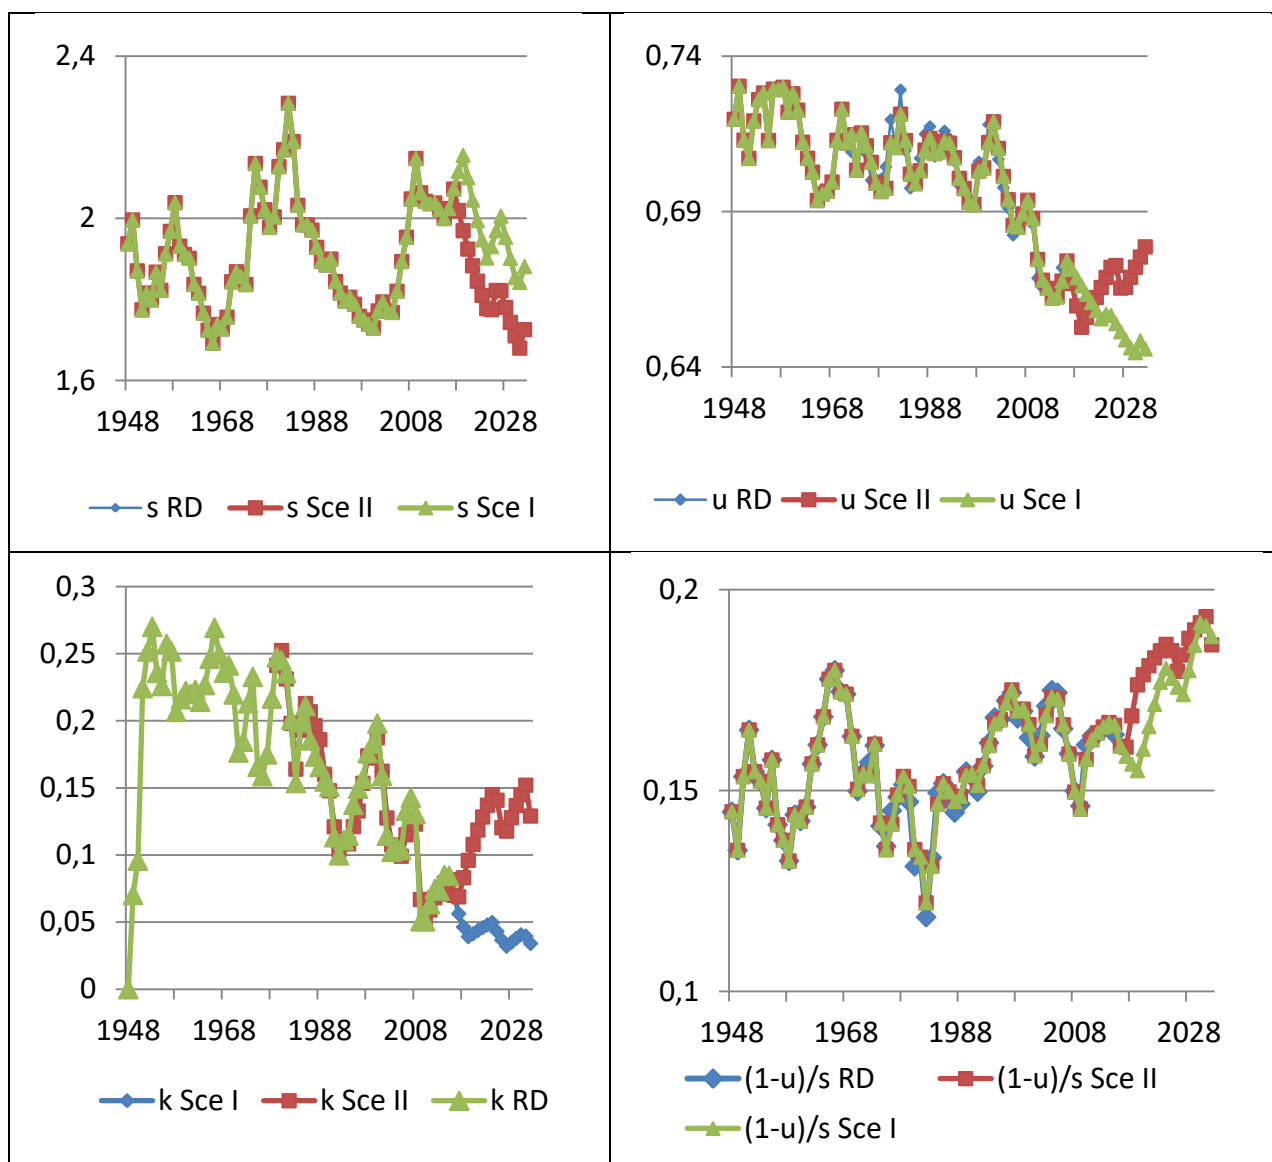 2,4
2
1,6
1948 1968 1988 2008 2028
s RD s Sce II s Sce I
0,74
0,69
0,64
1948 1968 1988 2008 2028
u RD u Sce II u Sce I
0,3
0,25
0,2
0,15
0,1
0,05
0
1948 1968 1988 2008 2028
k Sce I k Sce II k RD
0,2
0,15
0,1
1948 1968 1988 2008 2028
(1-u)/s RD (1-u)/s Sce II
(1-u)/s Sce I